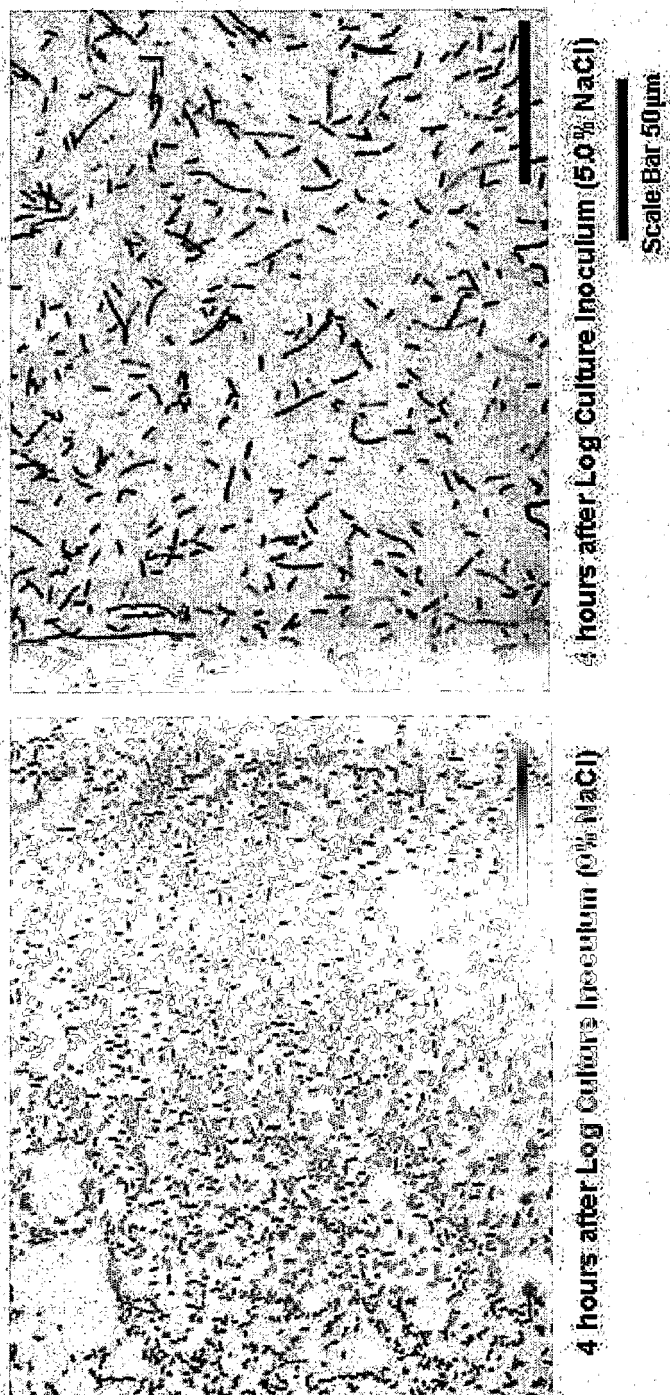 4 hours after Log Culture Inoculum (0% NaCl)
4 hours after Log Culture Inoculum (5.0% NaCl)
Scale Bar 50µm